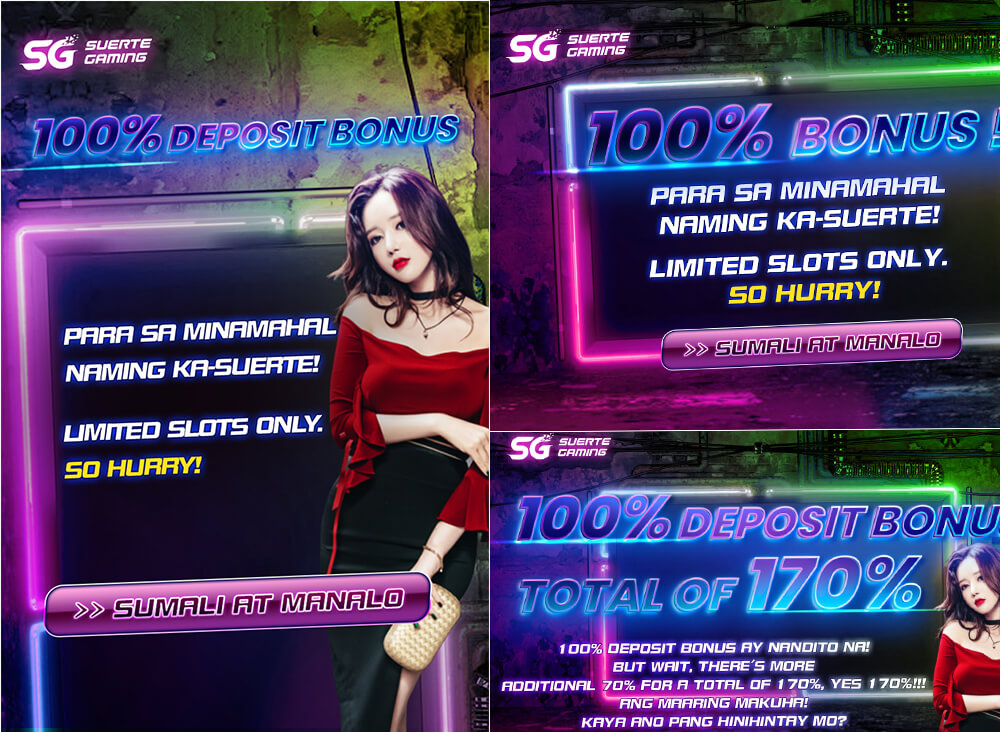 SG SUERTE
GAMING
100% DEPOSIT BONUS
PARA SA MINAMAHAL
NAMING KA-SUERTE!
LIMITED SLOTS ONLY.
SO HURRY!
>> SUMALI AT MANALO
SG SUERTE
GAMING
100% BONUS !
PARA SA MINAMAHAL
NAMING KA-SUERTE!
LIMITED SLOTS ONLY.
SO HURRY!
>> SUMALI AT MANALO
SG SUERTE
GAMING
100% DEPOSIT BONU
TOTAL OF 170%
100% DEPOSIT BONUS AY NANDITO NA!
BUT WAIT, THERE'S MORE
ADDITIONAL 70% FOR A TOTAL OF 170%, YES 170%!!!
ANG MAARING MAKUHA!
KAYA ANO PANG HINIHINTAY MO?